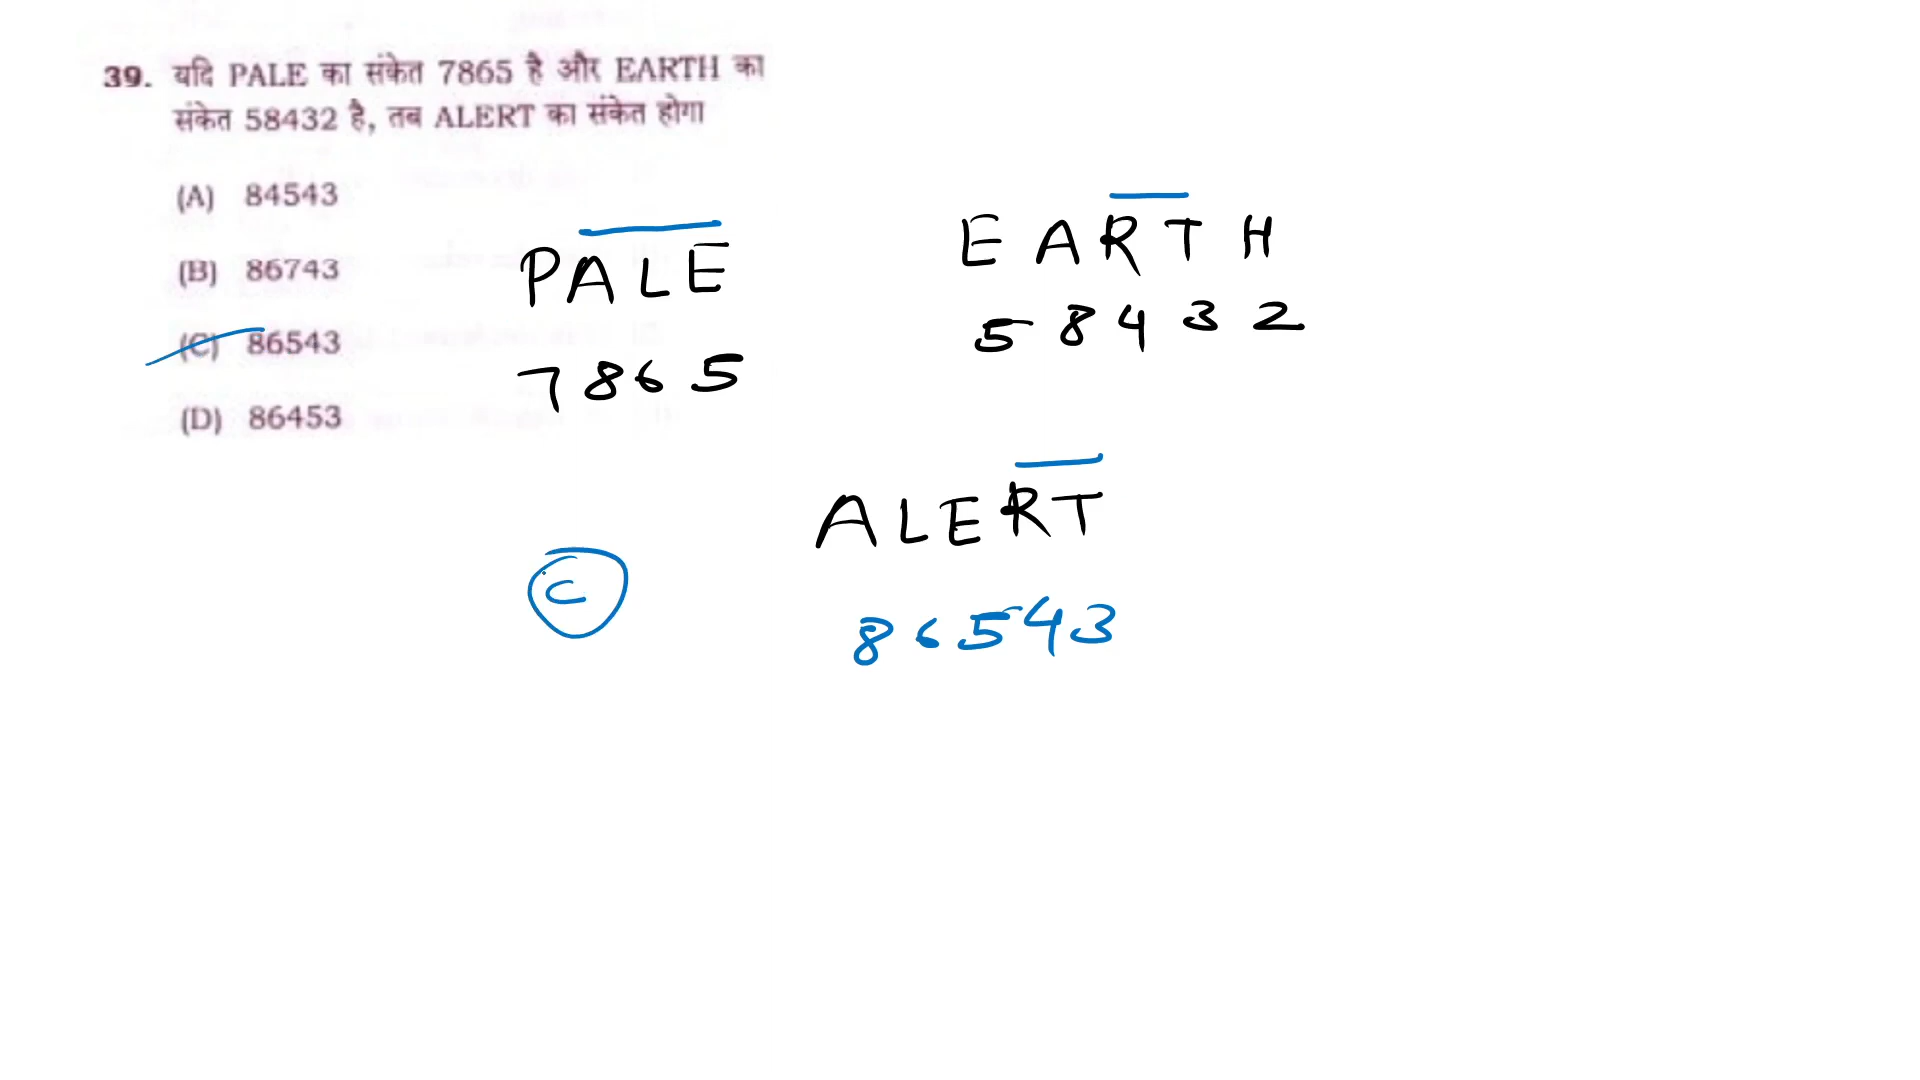 39. यदि PALE का संकेत 7865 है और EARTH का
संकेत 58432 है, तब ALERT का संकेत होगा
(A) 84543
(B) 86743
(C) 86543
(D) 86453
PALE
7865
EARTH
58432
ALERT
86543
C